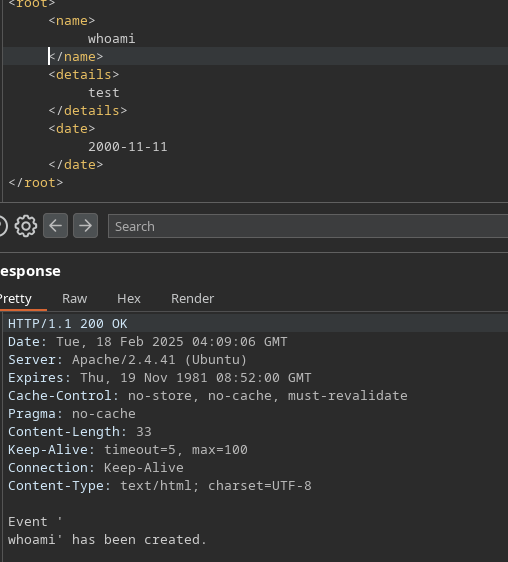 <root>
<name>
whoami
</name>
<details>
test
</details>
<date>
2000-11-11
</date>
</root>
Search
esponse
Pretty Raw Hex Render
HTTP/1.1 200 OK
Date: Tue, 18 Feb 2025 04:09:06 GMT
Server: Apache/2.4.41 (Ubuntu)
Expires: Thu, 19 Nov 1981 08:52:00 GMT
Cache-Control: no-store, no-cache, must-revalidate
Pragma: no-cache
Content-Length: 33
Keep-Alive: timeout=5, max=100
Connection: Keep-Alive
Content-Type: text/html; charset=UTF-8
Event '
whoami' has been created.